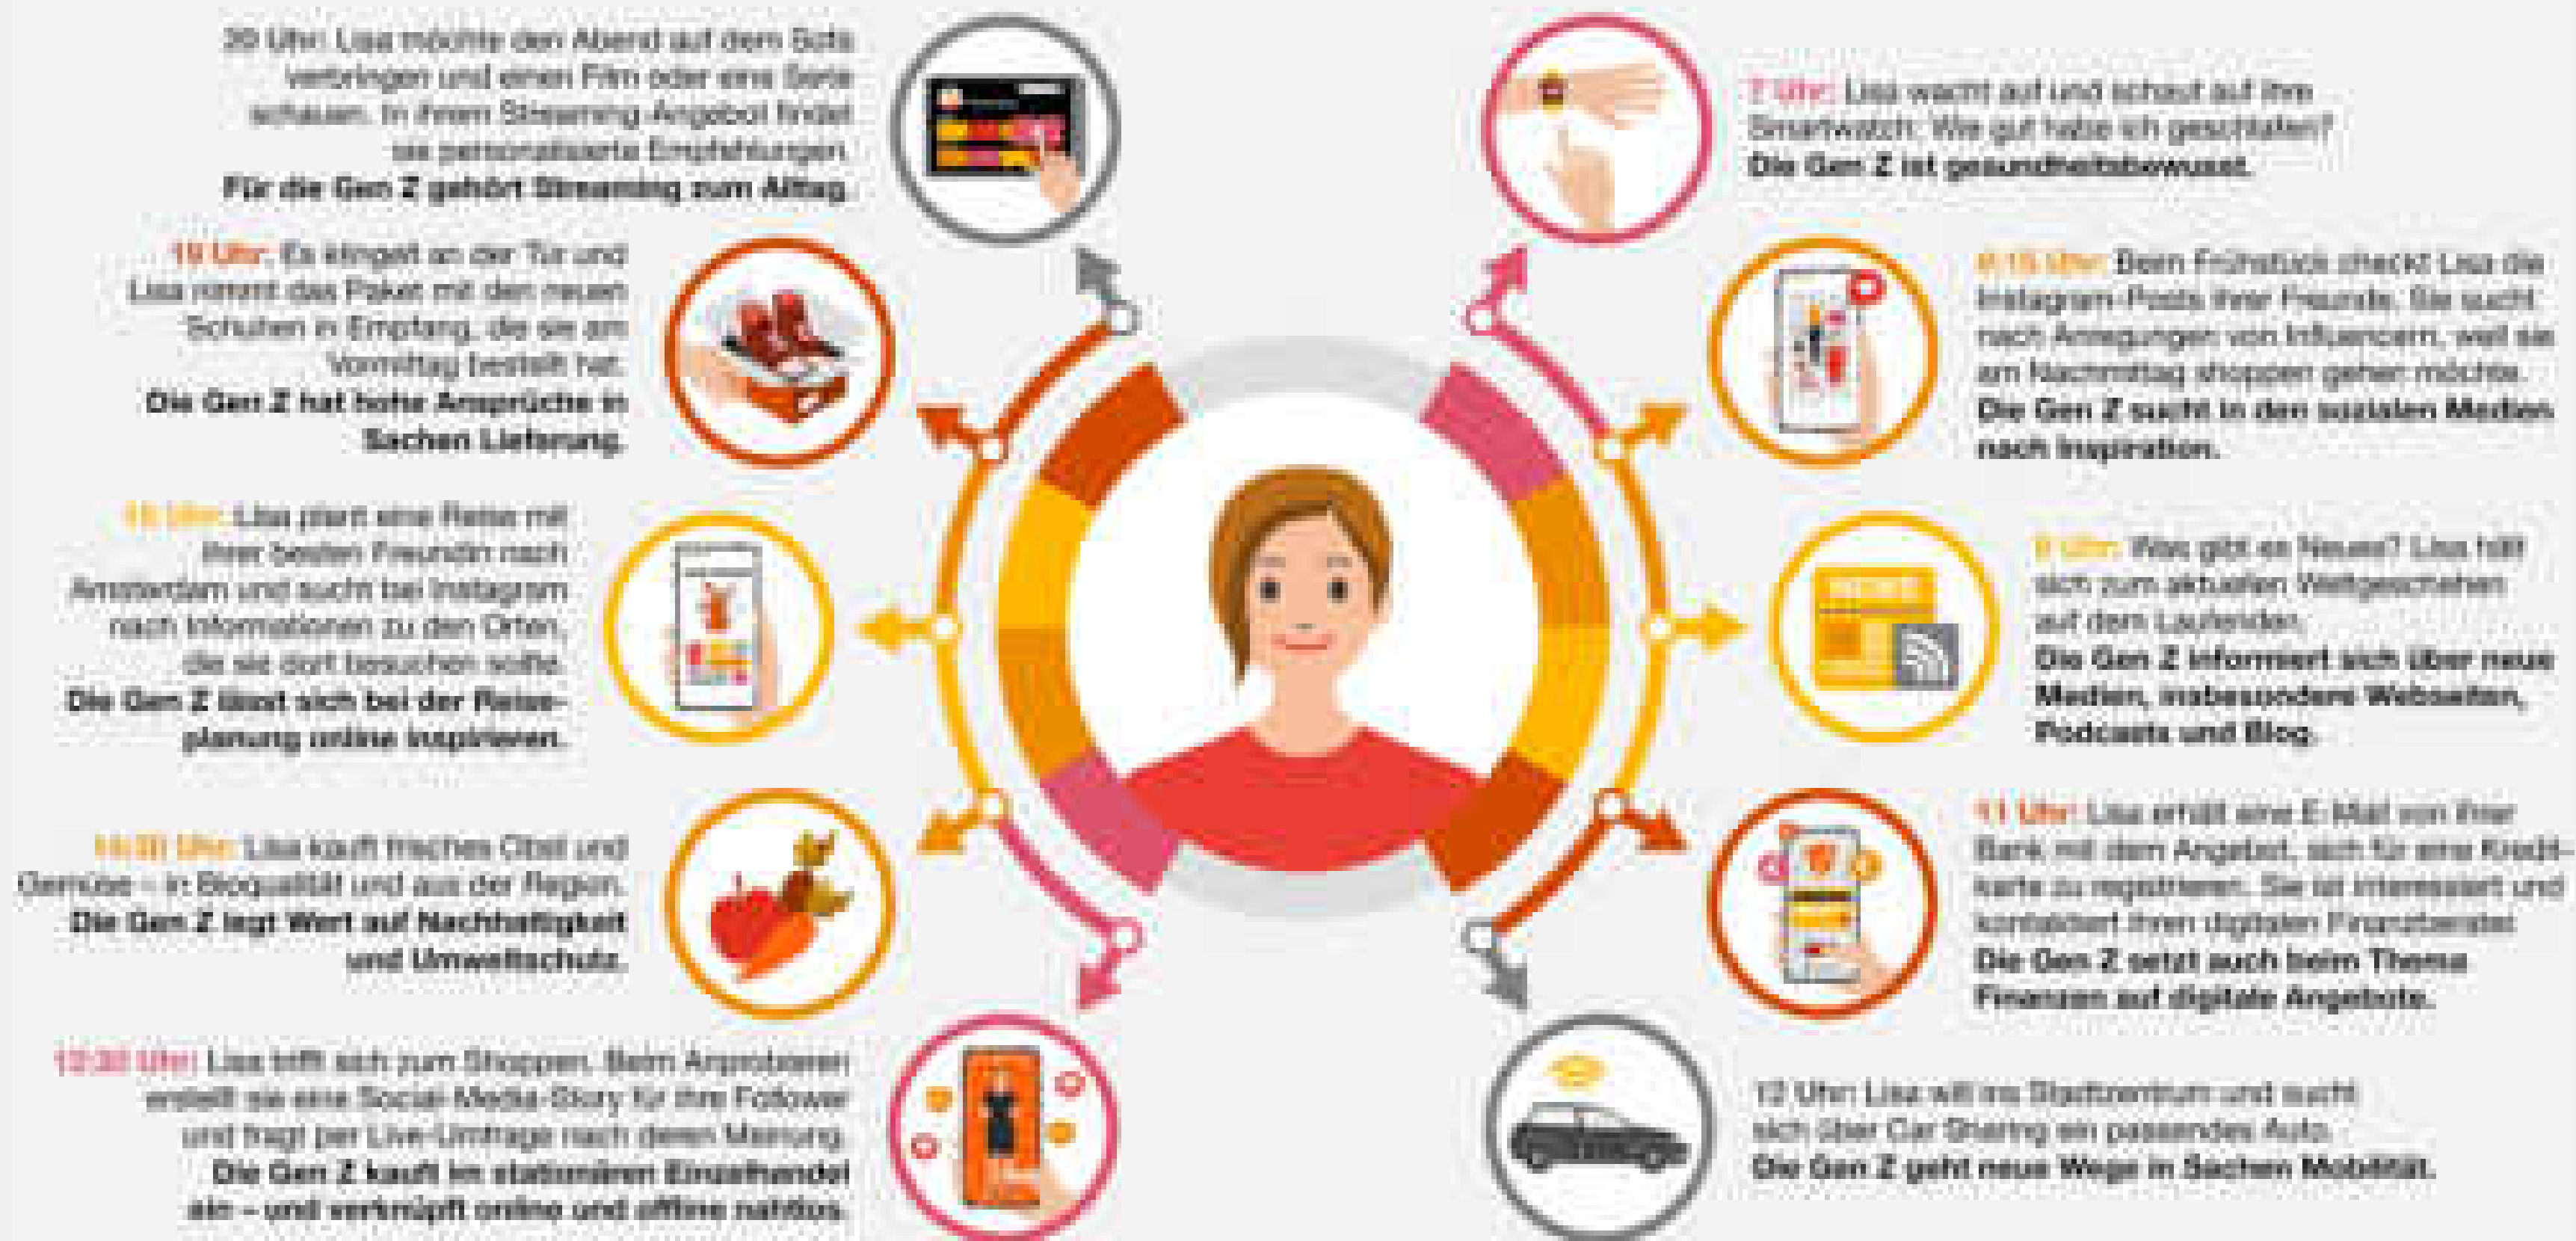 7 Uhr: Lisa wacht auf und schaut auf ihre
Smartwatch: Wie gut habe ich geschlafen?
Die Gen Z ist gesundheitsbewusst.
Beim Frühstück checkt Lisa die
Instagram-Posts ihrer Freunde. Sie sucht
nach Anregungen von Influencern, weil sie
am Nachmittag shoppen gehen möchte.
Die Gen Z sucht in den sozialen Medien
nach Inspiration.
Was gibt es Neues? Lisa hält
sich zum aktuellen Weltgeschehen
auf dem Laufenden.
Die Gen Z informiert sich über neue
Medien, insbesondere Webseiten,
Podcasts und Blog.
11 Uhr: Lisa erhält eine E-Mail von ihrer
Bank mit dem Angebot, sich für eine Kredit-
karte zu registrieren. Sie ist interessiert und
kontaktiert ihren digitalen Finanzberater.
Die Gen Z setzt auch beim Thema
Finanzen auf digitale Angebote.
12 Uhr: Lisa will ins Stadtzentrum und sucht
sich über Car Sharing ein passendes Auto.
Die Gen Z geht neue Wege in Sachen Mobilität.
12:30 Uhr: Lisa trifft sich zum Shoppen. Beim Anprobieren
erstellt sie eine Social-Media-Story für ihre Follower
und fragt per Live-Umfrage nach deren Meinung.
Die Gen Z kauft im stationären Einzelhandel
ein – und verknüpft online und offline nahtlos.
Uhr: Lisa kauft frisches Obst und
Gemüse – in Bioqualität und aus der Region.
Die Gen Z legt Wert auf Nachhaltigkeit
und Umweltschutz.
Uhr: Lisa plant eine Reise mit
ihrer besten Freundin nach
Amsterdam und sucht bei Instagram
nach Informationen zu den Orten,
die sie dort besuchen sollte.
Die Gen Z lässt sich bei der Reise-
planung online inspirieren.
19 Uhr: Es klingelt an der Tür und
Lisa nimmt das Paket mit den neuen
Schuhen in Empfang, die sie am
Vormittag bestellt hat.
Die Gen Z hat hohe Ansprüche in
Sachen Lieferung.
20 Uhr: Lisa möchte den Abend auf dem Sofa
verbringen und einen Film oder eine Serie
schauen. In ihrem Streaming-Angebot findet
sie personalisierte Empfehlungen.
Für die Gen Z gehört Streaming zum Alltag.